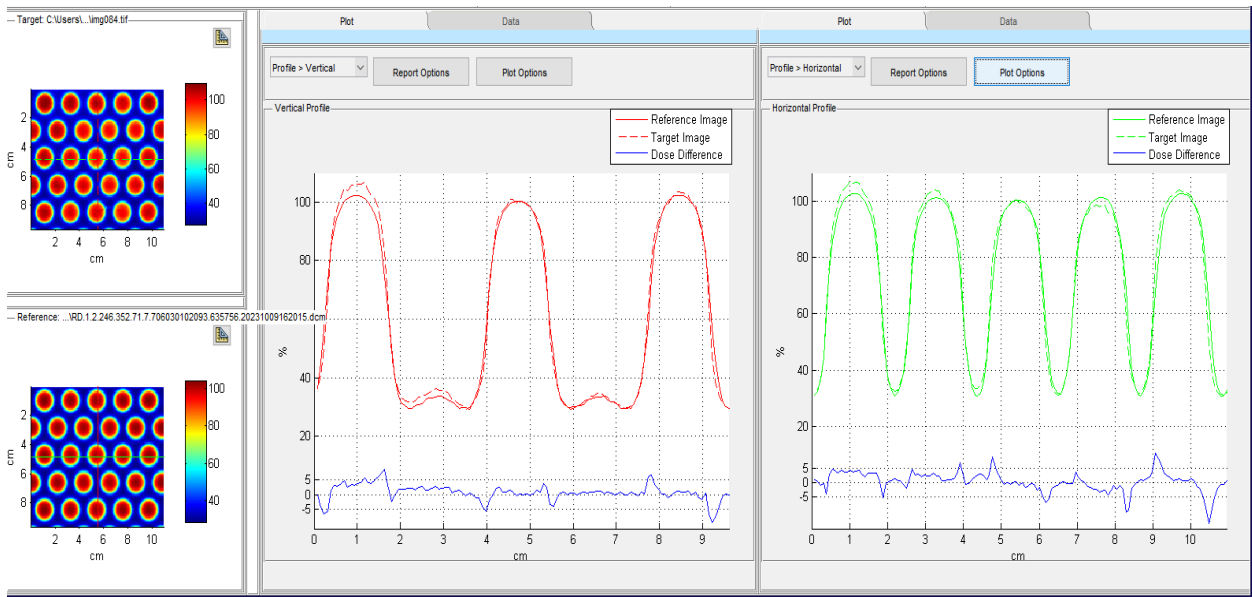 Target: C:\Users\...\img084.tif
100
80
60
40
2
4
6
8
cm
2 4 6 8 10
cm
Reference: ...\RD.1.2.246.352.71.7.706030102093.635756.20231009162015.dcm
100
80
60
40
2
4
6
8
cm
2 4 6 8 10
cm
Plot Data
Profile > Vertical Report Options Plot Options
Vertical Profile
Reference Image
Target Image
Dose Difference
100
80
40
20
5
0
-5
%
0 1 2 3 4 5 6 7 8 9
cm
Plot Data
Profile > Horizontal Report Options Plot Options
Horizontal Profile
Reference Image
Target Image
Dose Difference
100
80
60
40
20
5
0
-5
%
0 1 2 3 4 5 6 7 8 9 10
cm